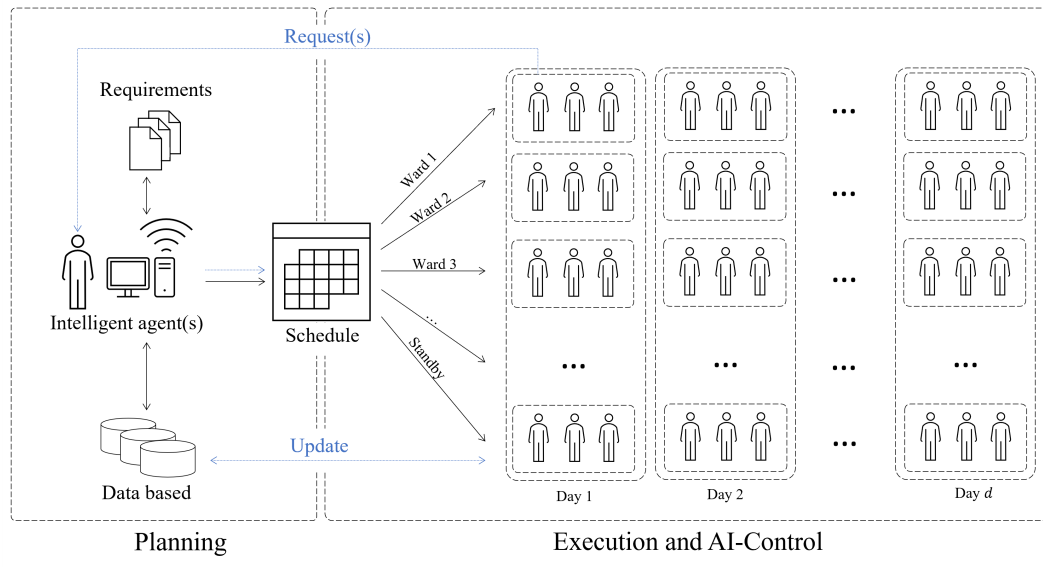 Request(s)
Requirements
Ward 1
Ward 2
Ward 3
...
Standby
Intelligent agent(s)
Schedule
Update
Data based
Day 1
Day 2
Day d
Planning
Execution and AI-Control